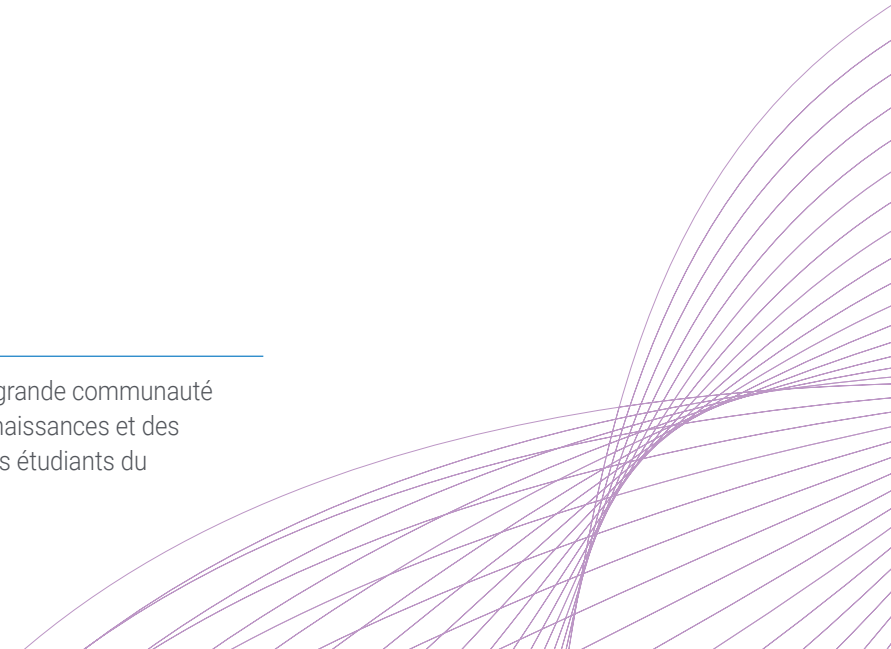 grande communauté
naissances et des
s étudiants du